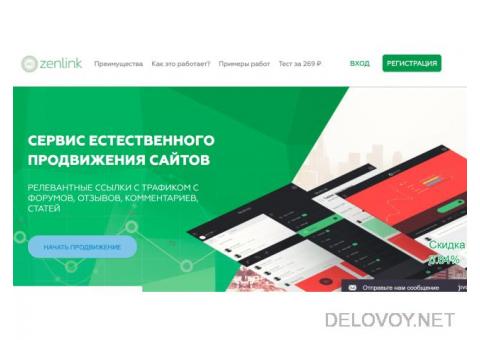 zenlink
Преимущества Как это работает? Примеры работ Тест за 269 ₽ ВХОД РЕГИСТРАЦИЯ
СЕРВИС ЕСТЕСТВЕННОГО
ПРОДВИЖЕНИЯ САЙТОВ
РЕЛЕВАНТНЫЕ ССЫЛКИ С ТРАФИКОМ С
ФОРУМОВ, ОТЗЫВОВ, КОММЕНТАРИЕВ,
СТАТЕЙ
НАЧАТЬ ПРОДВИЖЕНИЕ
Скидка
Отправьте нам сообщение
DELOVOY.NET